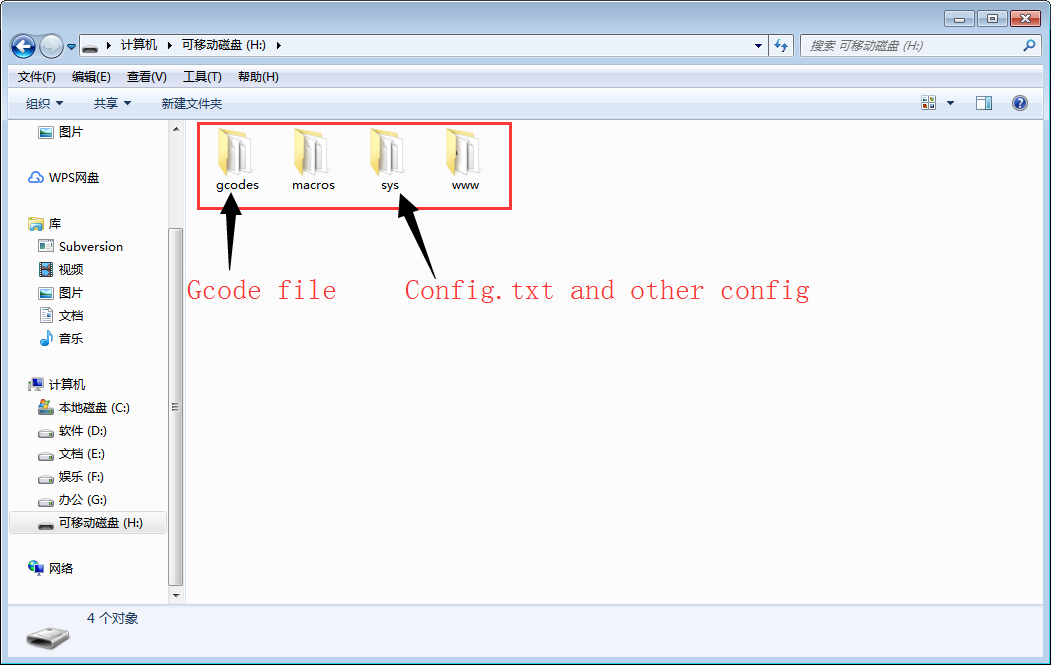 计算机 ▸ 可移动磁盘 (H:) ▸
搜索 可移动磁盘 (H:)
文件(F) 编辑(E) 查看(V) 工具(T) 帮助(H)
组织 共享 新建文件夹
图片
WPS网盘
库
Subversion
视频
图片
文档
音乐
计算机
本地磁盘 (C:)
软件 (D:)
文档 (E:)
娱乐 (F:)
办公 (G:)
可移动磁盘 (H:)
网络
gcodes macros sys www
Gcode file Config.txt and other config
4 个对象